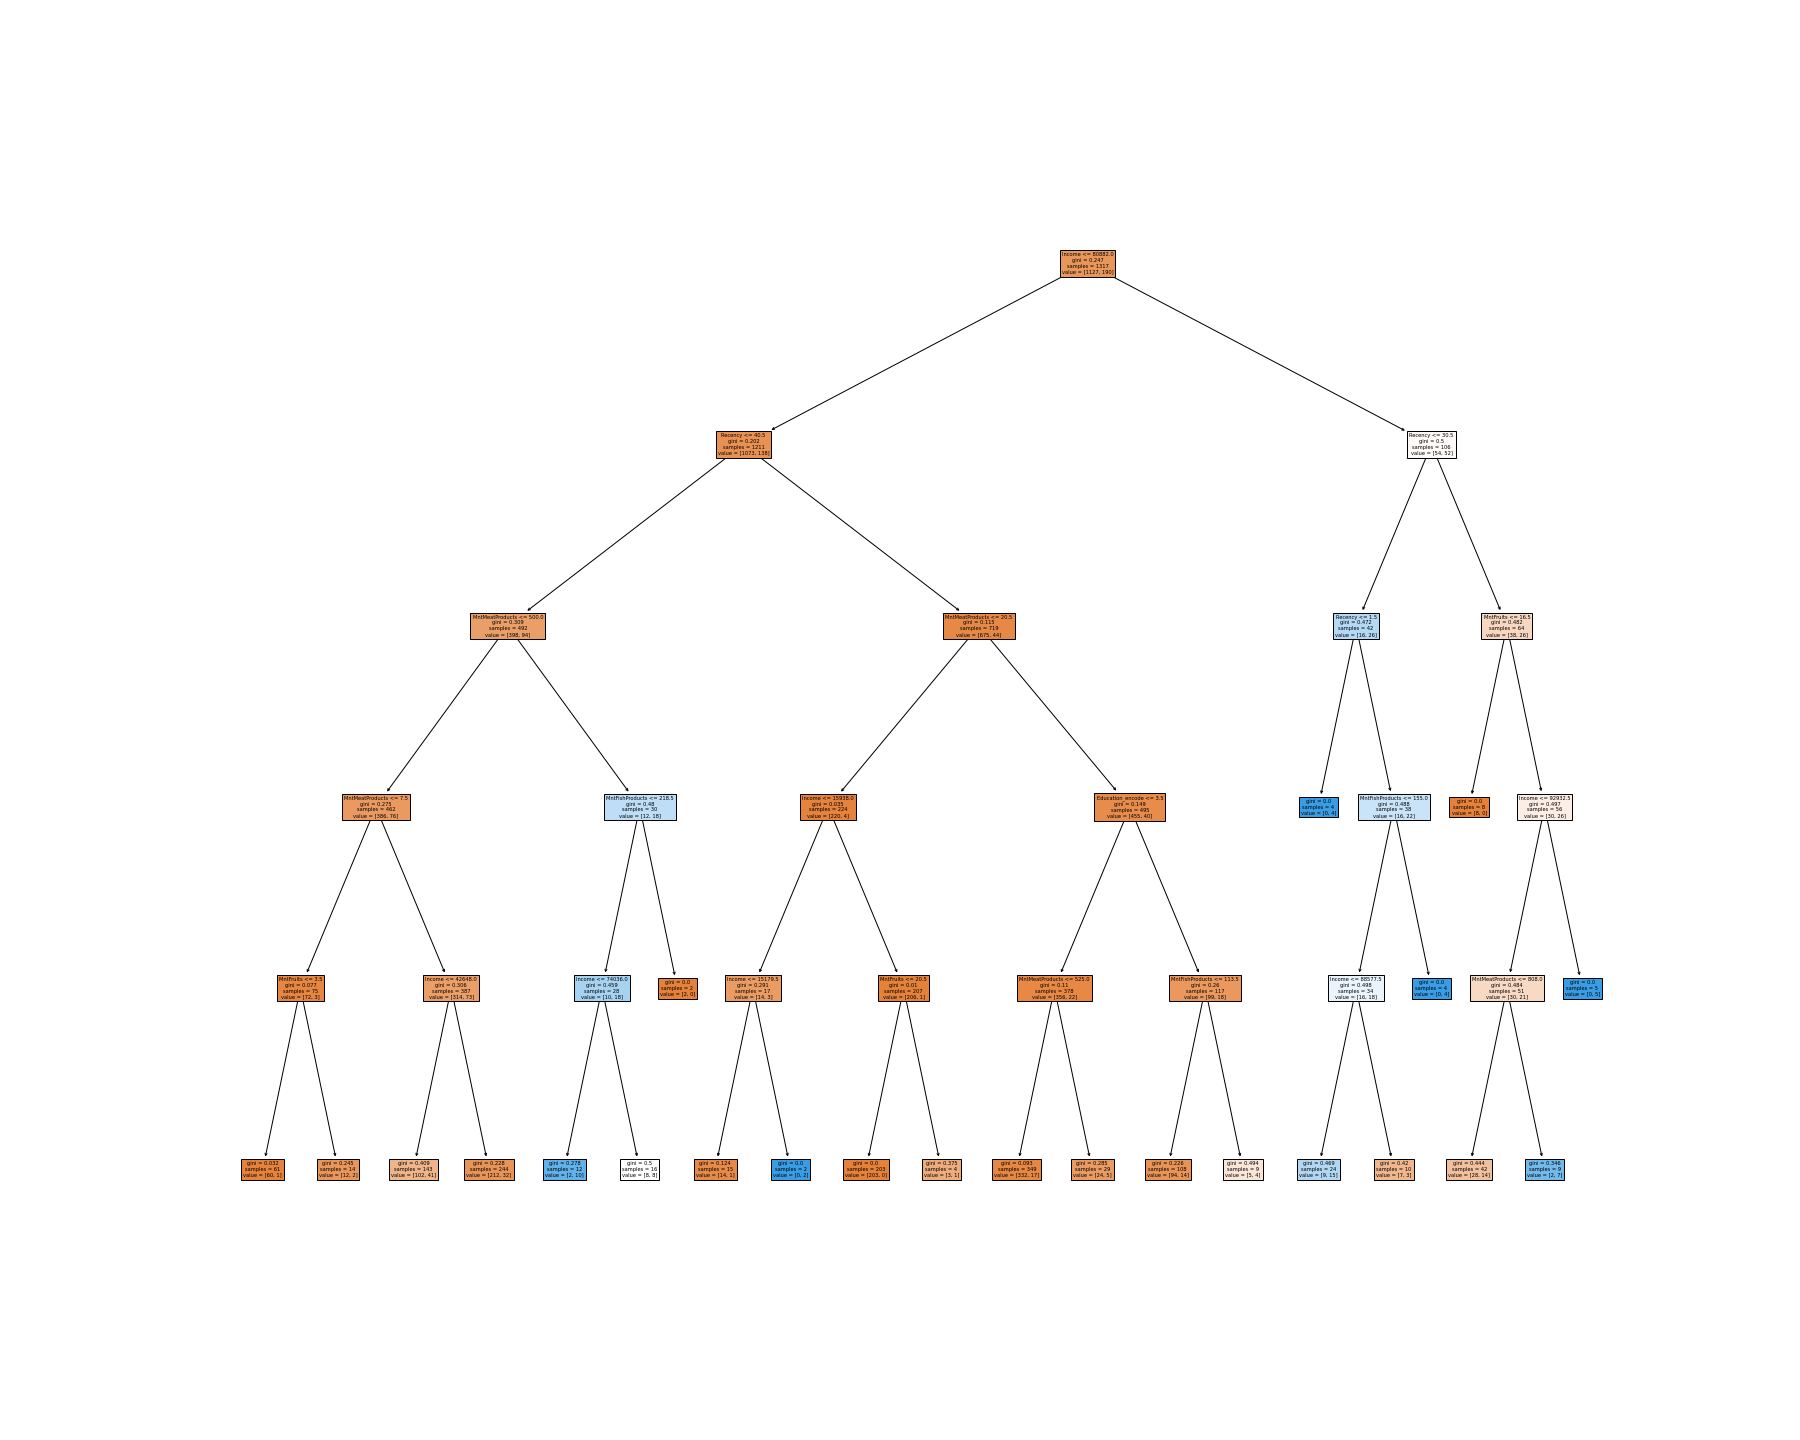 Income <= 80882.0
gini = 0.247
samples = 1317
value = [1127, 190]
Recency <= 40.5
gini = 0.202
samples = 1211
value = [1073, 138]
Recency <= 30.5
gini = 0.5
samples = 106
value = [54, 52]
MntMeatProducts <= 500.0
gini = 0.309
samples = 492
value = [398, 94]
MntMeatProducts <= 20.5
gini = 0.115
samples = 719
value = [675, 44]
Recency <= 1.5
gini = 0.472
samples = 42
value = [16, 26]
MntFruits <= 16.5
gini = 0.482
samples = 64
value = [38, 26]
MntMeatProducts <= 7.5
gini = 0.275
samples = 462
value = [386, 76]
MntFishProducts <= 218.5
gini = 0.48
samples = 30
value = [12, 18]
Income <= 15938.0
gini = 0.035
samples = 224
value = [220, 4]
Education_encode <= 3.5
gini = 0.149
samples = 495
value = [455, 40]
gini = 0.0
samples = 4
value = [0, 4]
MntFishProducts <= 155.0
gini = 0.488
samples = 38
value = [16, 22]
gini = 0.0
samples = 8
value = [8, 0]
Income <= 92932.5
gini = 0.497
samples = 56
value = [30, 26]
MntFruits <= 3.5
gini = 0.077
samples = 75
value = [72, 3]
Income <= 42648.0
gini = 0.306
samples = 387
value = [314, 73]
Income <= 74036.0
gini = 0.459
samples = 28
value = [10, 18]
gini = 0.0
samples = 2
value = [2, 0]
Income <= 15179.5
gini = 0.291
samples = 17
value = [14, 3]
MntFruits <= 20.5
gini = 0.01
samples = 207
value = [206, 1]
MntMeatProducts <= 525.0
gini = 0.11
samples = 378
value = [356, 22]
MntFishProducts <= 113.5
gini = 0.26
samples = 117
value = [99, 18]
Income <= 88577.5
gini = 0.498
samples = 34
value = [16, 18]
gini = 0.0
samples = 4
value = [0, 4]
MntMeatProducts <= 808.0
gini = 0.484
samples = 51
value = [30, 21]
gini = 0.0
samples = 5
value = [0, 5]
gini = 0.032
samples = 61
value = [60, 1]
gini = 0.245
samples = 14
value = [12, 2]
gini = 0.409
samples = 143
value = [102, 41]
gini = 0.228
samples = 244
value = [212, 32]
gini = 0.278
samples = 12
value = [2, 10]
gini = 0.5
samples = 16
value = [8, 8]
gini = 0.124
samples = 15
value = [14, 1]
gini = 0.0
samples = 2
value = [0, 2]
gini = 0.0
samples = 203
value = [203, 0]
gini = 0.375
samples = 4
value = [3, 1]
gini = 0.093
samples = 349
value = [332, 17]
gini = 0.285
samples = 29
value = [24, 5]
gini = 0.226
samples = 108
value = [94, 14]
gini = 0.494
samples = 9
value = [5, 4]
gini = 0.469
samples = 24
value = [9, 15]
gini = 0.42
samples = 10
value = [7, 3]
gini = 0.444
samples = 42
value = [28, 14]
gini = 0.346
samples = 9
value = [2, 7]